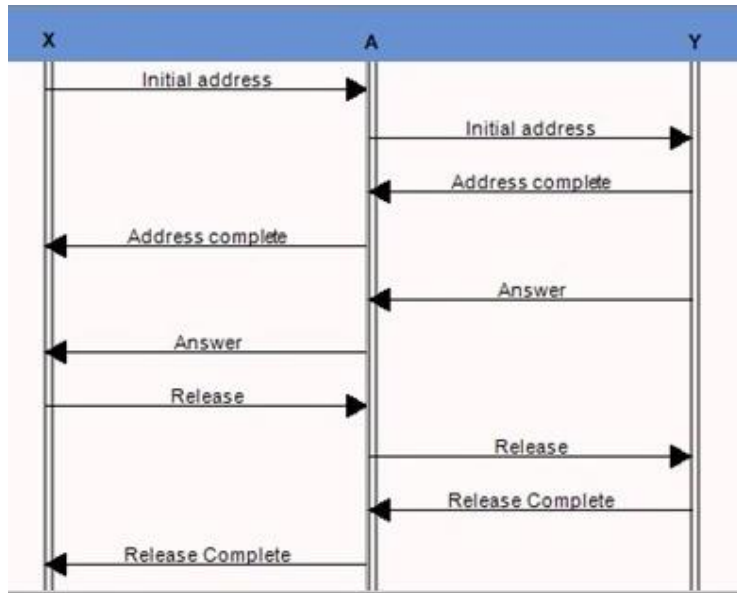 X A Y
Initial address
Initial address
Address complete
Address complete
Answer
Answer
Release
Release
Release Complete
Release Complete